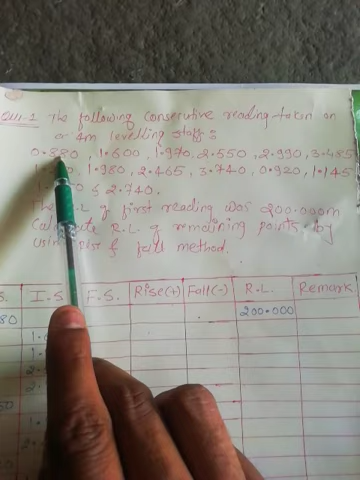 Qui-1 The following consecutive reading taken on
a 4m levelling staff:
0.880, 1.600, 1.970, 2.550, 2.990, 3.485
1.980, 2.465, 3.740, 0.920, 1.145
& 2.740.
The R.L of first reading was 200.000m
Calculate R.L of remaining points by
using rise & fall method.
I.S F.S. Rise(+) Fall(-) R.L. Remark
80 200.000